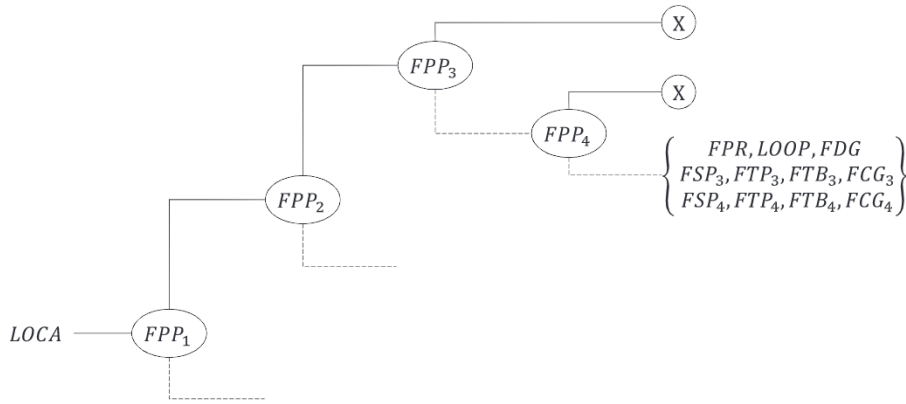 X
FPP₃
X
FPP₄
FPR, LOOP, FDG
FSP₃, FTP₃, FTB₃, FCG₃
FSP₄, FTP₄, FTB₄, FCG₄
FPP₂
LOCA
FPP₁